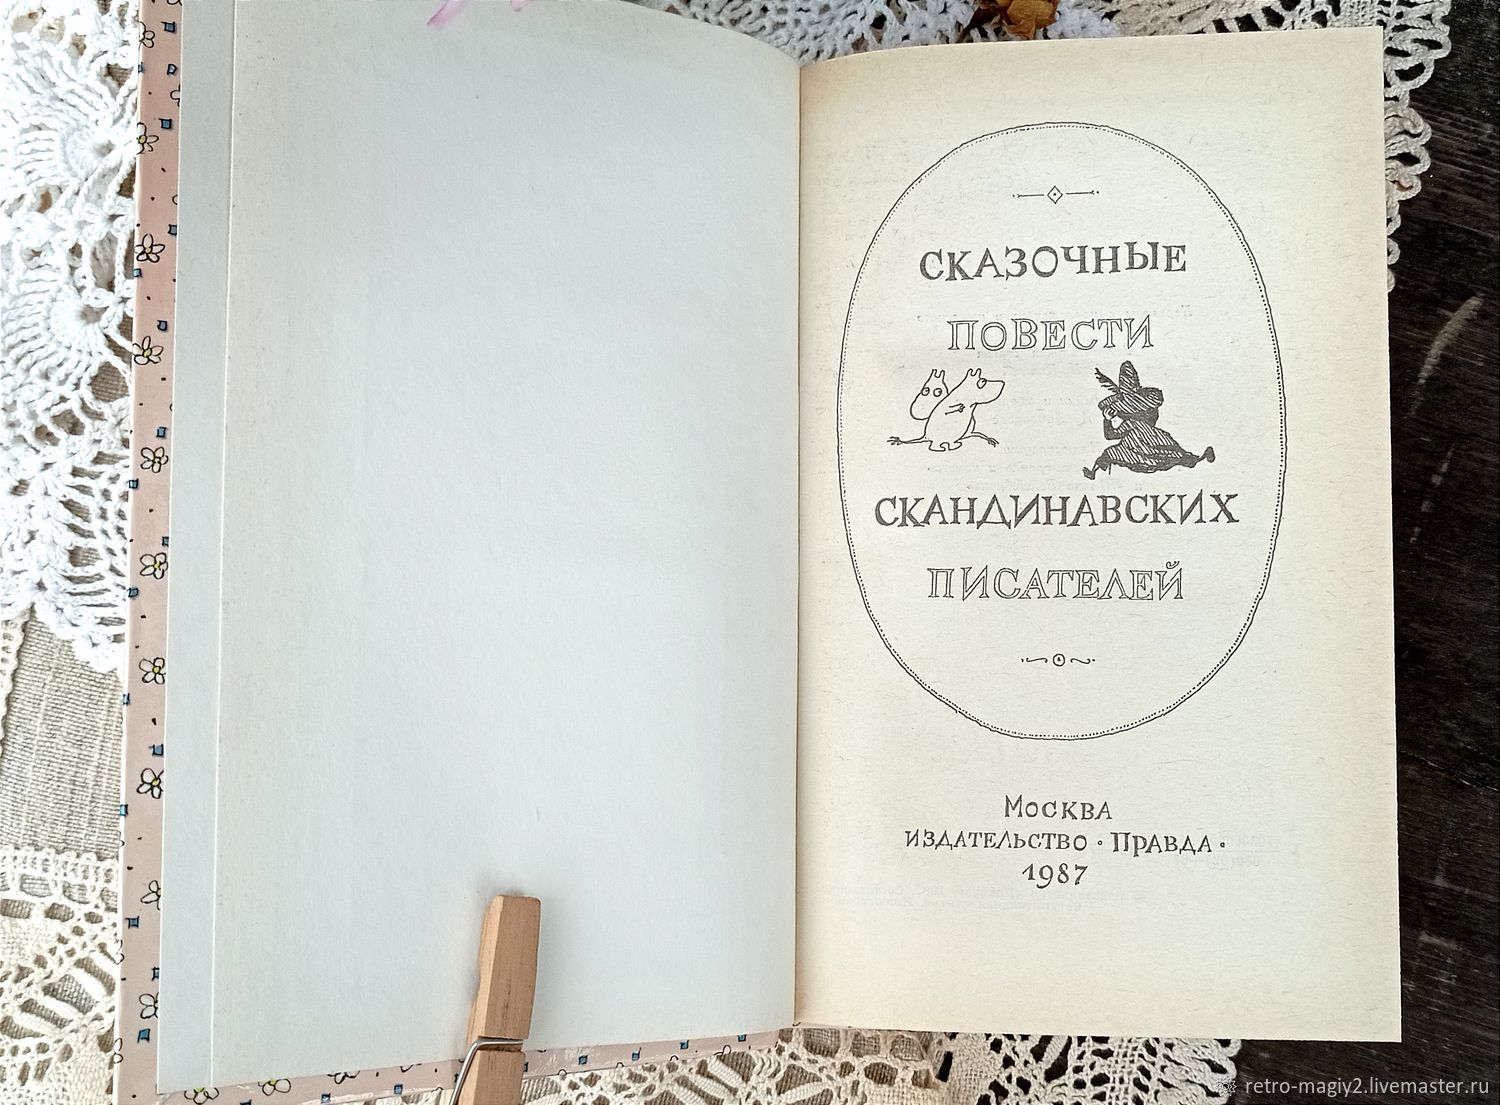 СКАЗОЧНЫЕ
ПОВЕСТИ
СКАНДИНАВСКИХ
ПИСАТЕЛЕЙ
МОСКВА
ИЗДАТЕЛЬСТВО · ПРАВДА ·
1987
retro-magiy2.livemaster.ru